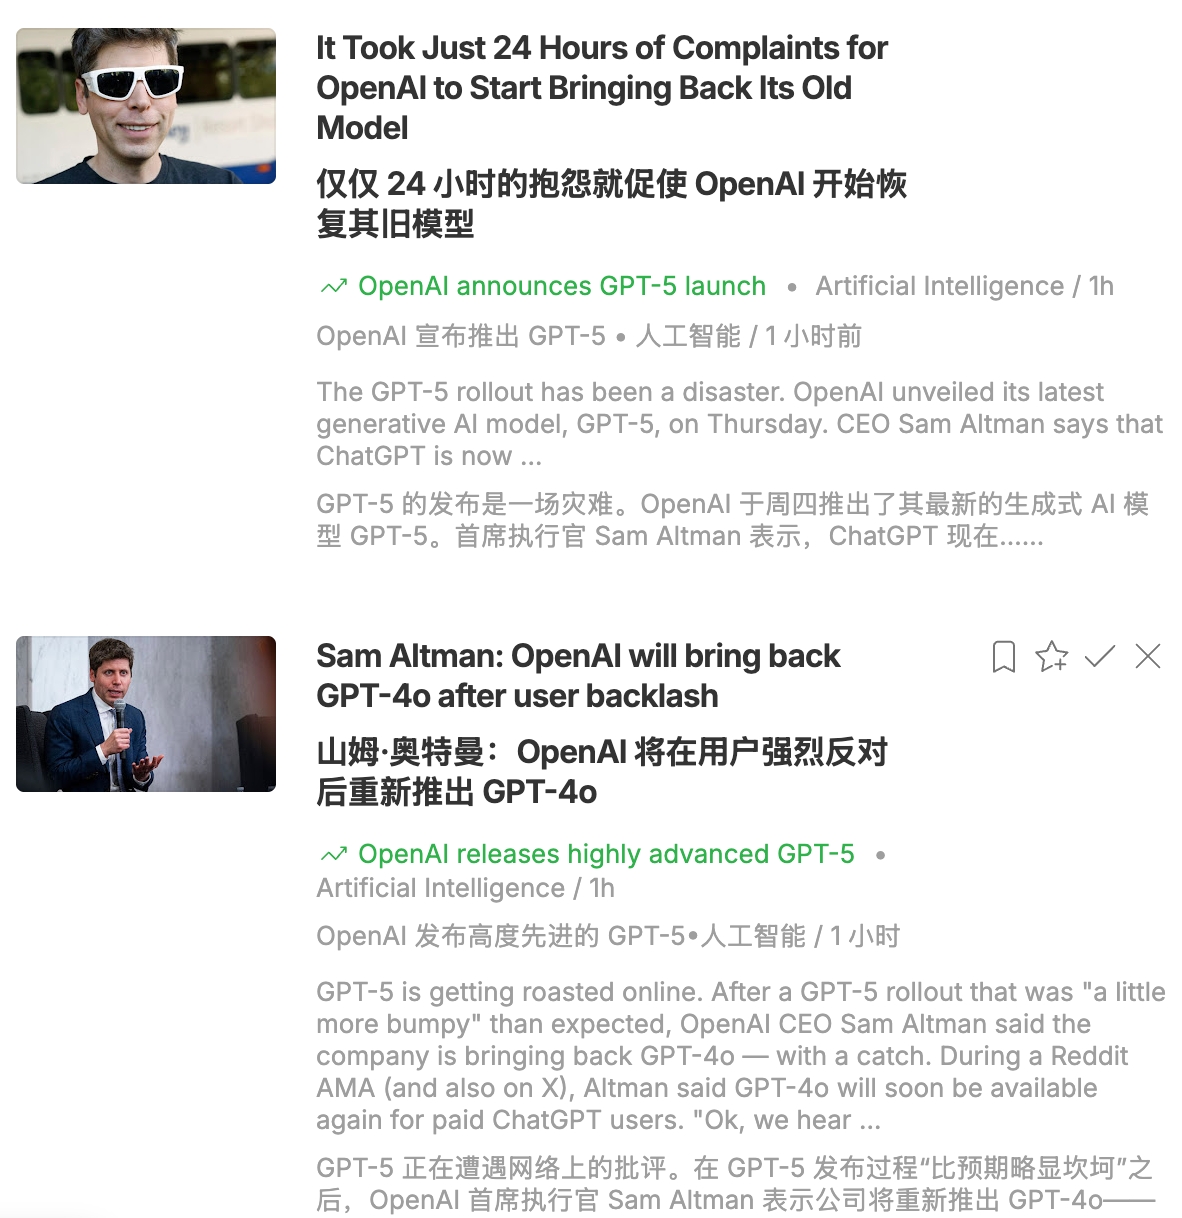 It Took Just 24 Hours of Complaints for
OpenAI to Start Bringing Back Its Old
Model
仅仅 24 小时的抱怨就促使 OpenAI 开始恢
复其旧模型
OpenAI announces GPT-5 launch • Artificial Intelligence / 1h
OpenAI 宣布推出 GPT-5 • 人工智能 / 1 小时前
The GPT-5 rollout has been a disaster. OpenAI unveiled its latest
generative AI model, GPT-5, on Thursday. CEO Sam Altman says that
ChatGPT is now ...
GPT-5 的发布是一场灾难。OpenAI 于周四推出了其最新的生成式 AI 模
型 GPT-5。首席执行官 Sam Altman 表示，ChatGPT 现在......
Sam Altman: OpenAI will bring back
GPT-4o after user backlash
山姆·奥特曼：OpenAI 将在用户强烈反对
后重新推出 GPT-4o
OpenAI releases highly advanced GPT-5 •
Artificial Intelligence / 1h
OpenAI 发布高度先进的 GPT-5•人工智能 / 1 小时
GPT-5 is getting roasted online. After a GPT-5 rollout that was "a little
more bumpy" than expected, OpenAI CEO Sam Altman said the
company is bringing back GPT-4o — with a catch. During a Reddit
AMA (and also on X), Altman said GPT-4o will soon be available
again for paid ChatGPT users. "Ok, we hear ...
GPT-5 正在遭遇网络上的批评。在 GPT-5 发布过程“比预期略显坎坷”之
后，OpenAI 首席执行官 Sam Altman 表示公司将重新推出 GPT-4o——